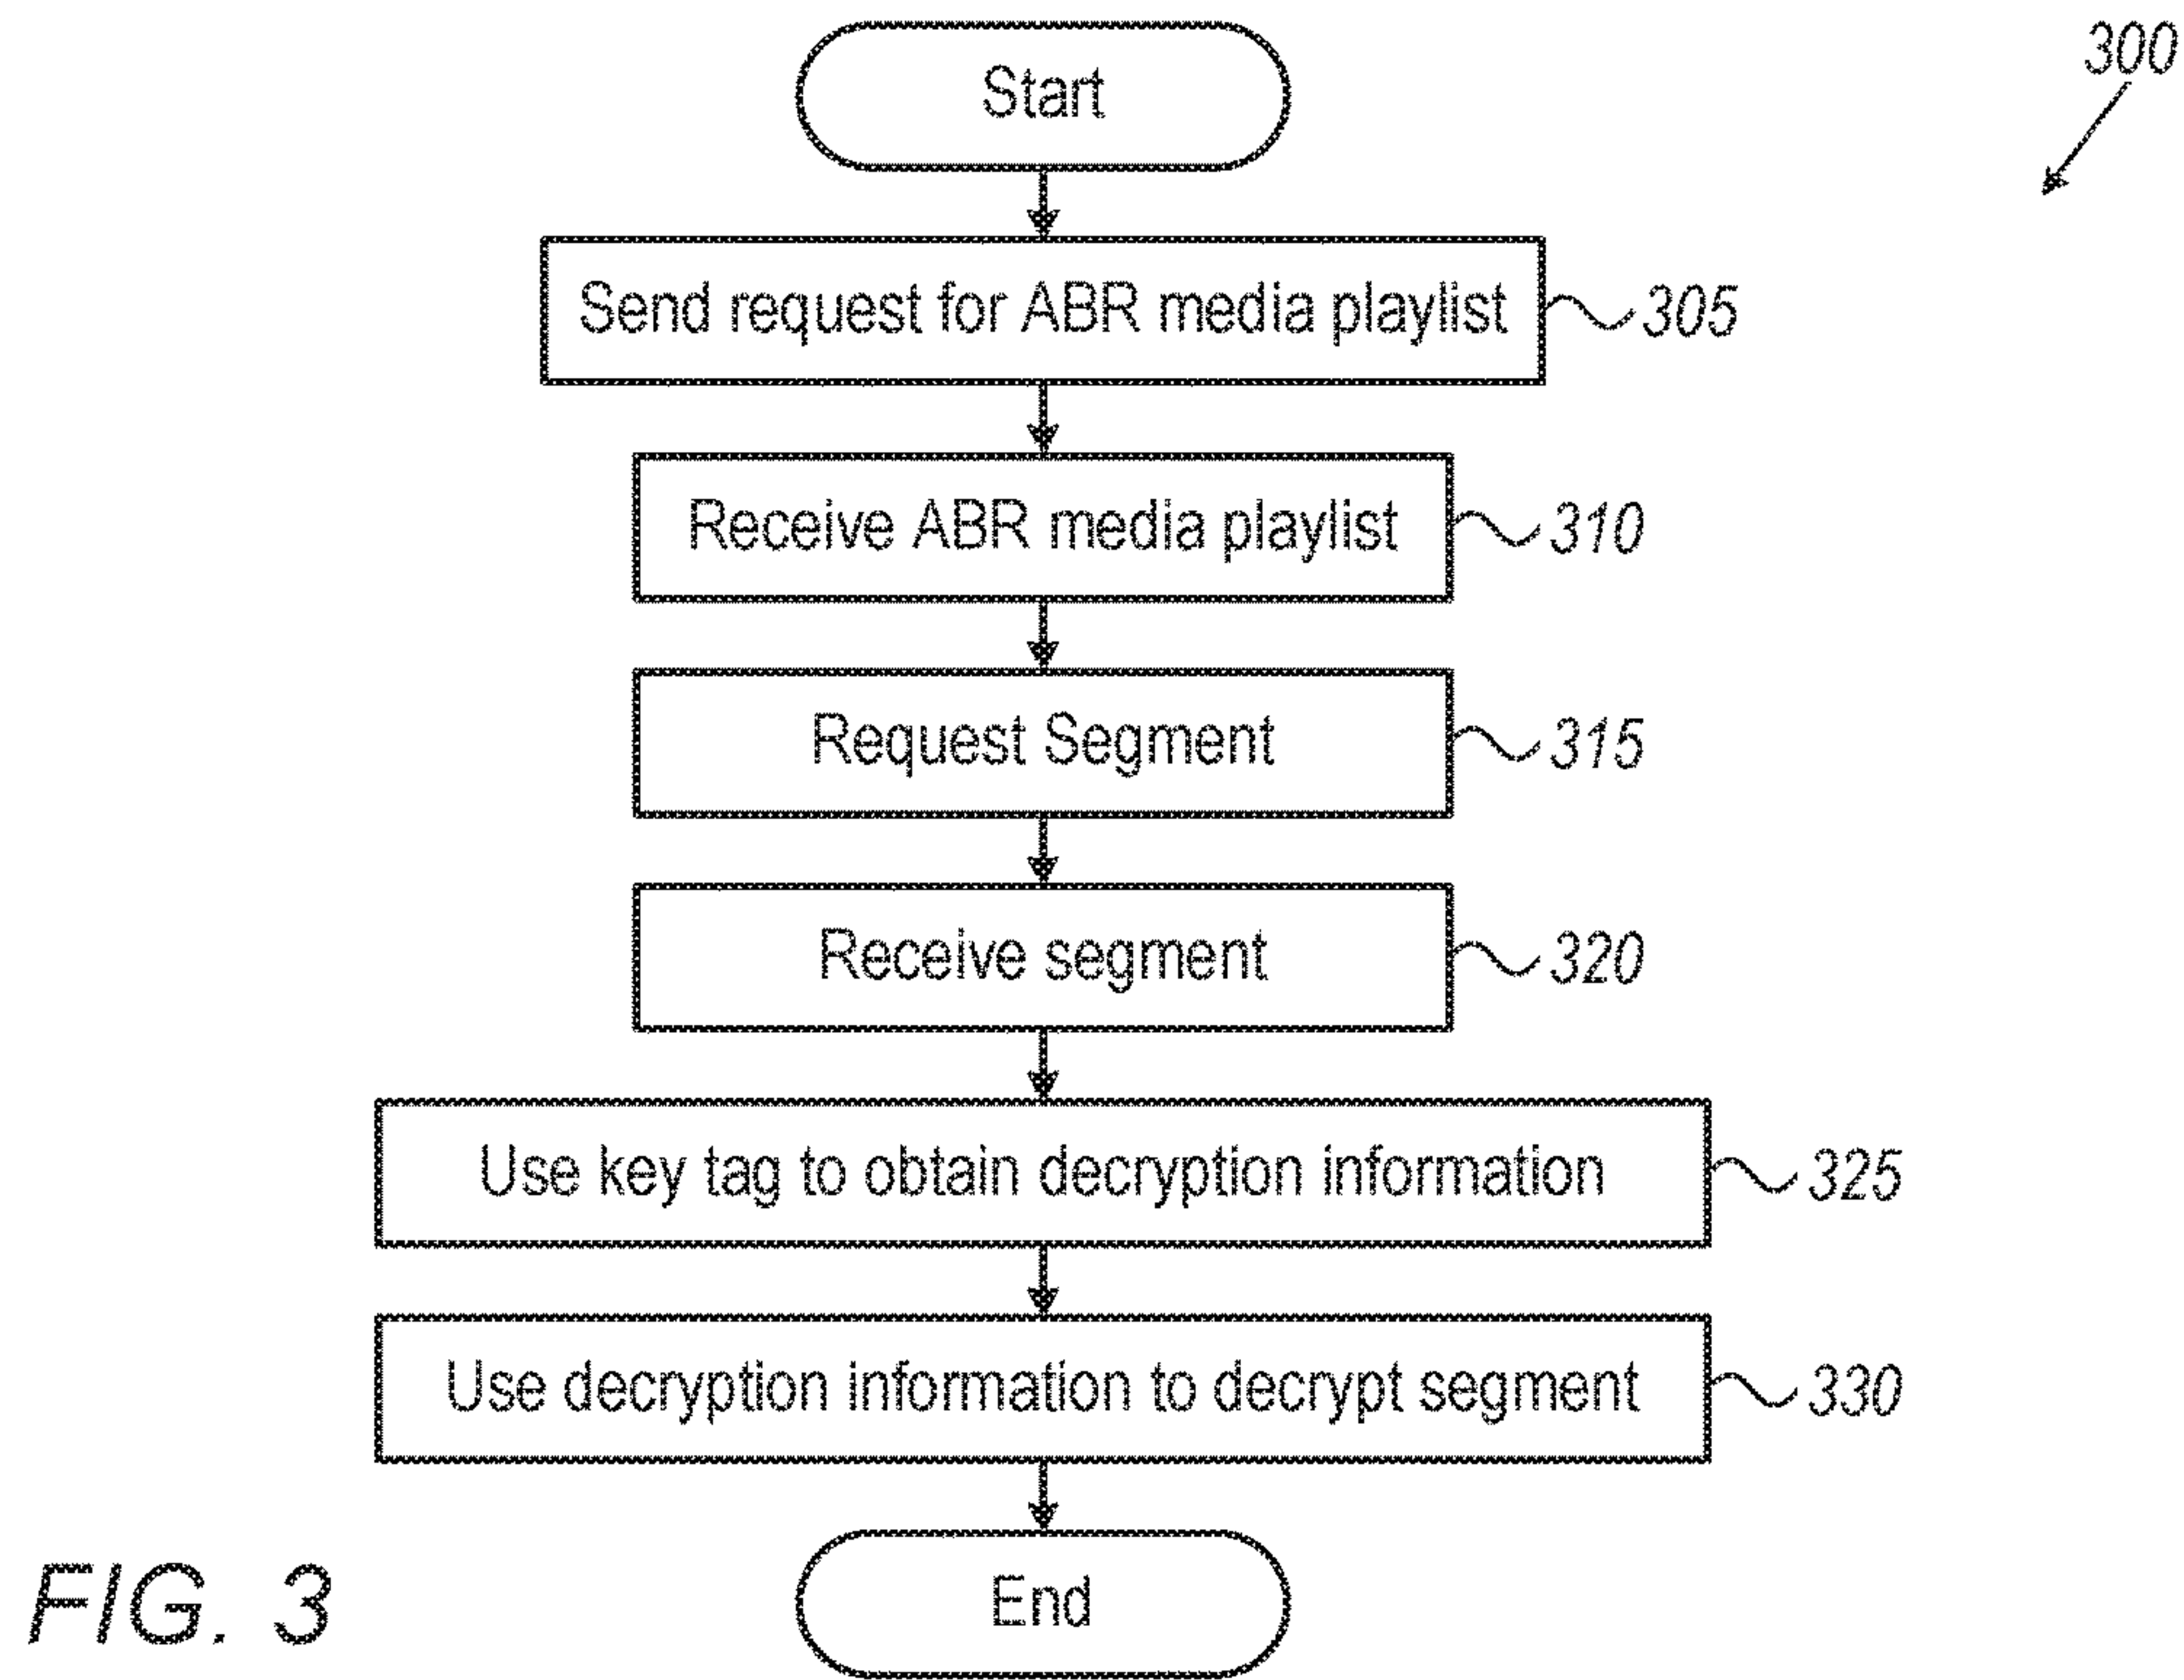 Start
300
Send request for ABR media playlist
305
Receive ABR media playlist
310
Request Segment
315
Receive segment
320
Use key tag to obtain decryption information
325
Use decryption information to decrypt segment
330
End
FIG. 3